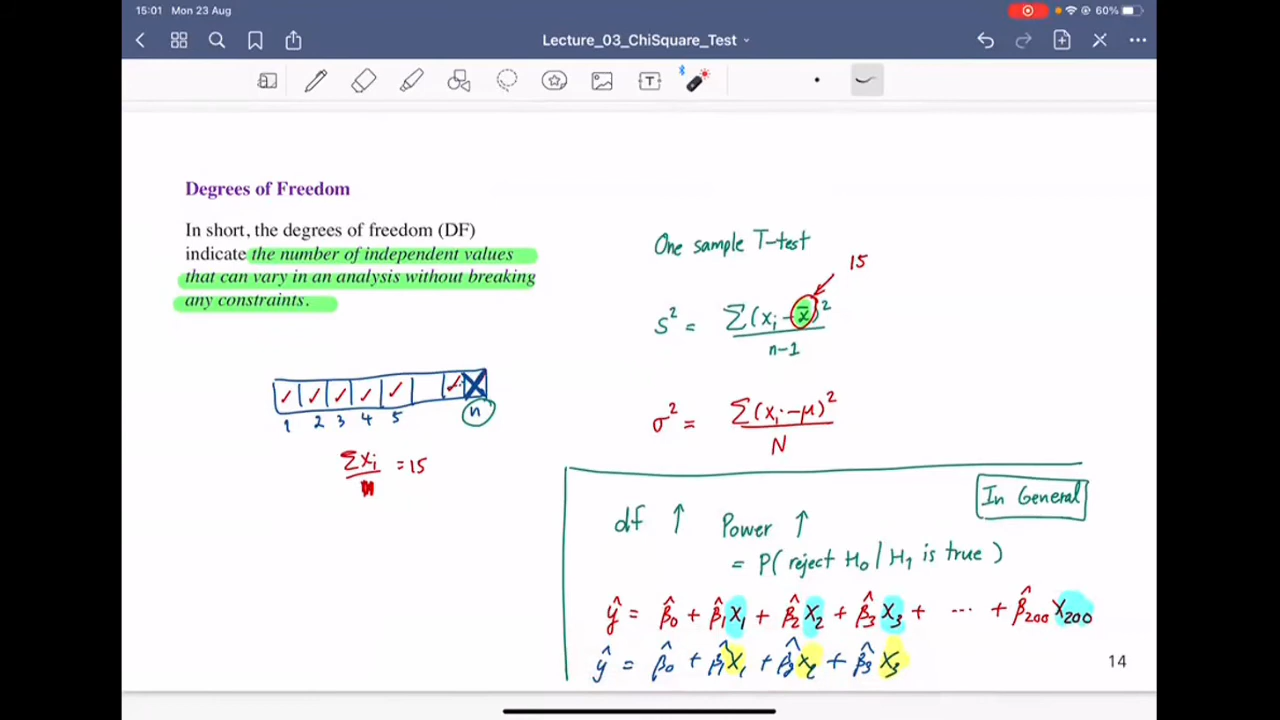 15:01 Mon 23 Aug
60%
Lecture_03_ChiSquare_Test
Degrees of Freedom
In short, the degrees of freedom (DF)
indicate the number of independent values
that can vary in an analysis without breaking
any constraints.
1 2 3 4 5 n
Σxi/n = 15
One sample T-test
15
s² = Σ(xi - x̄)² / n-1
σ² = Σ(xi - μ)² / N
In General
df ↑ Power ↑
= P(reject H₀ / H₁ is true)
ŷ = β̂₀ + β̂₁X₁ + β̂₂X₂ + β̂₃X₃ + ... + β̂₂₀₀X₂₀₀
ŷ = β̂₀ + β̂₁X₁ + β̂₂X₂ + β̂₃X₃
14